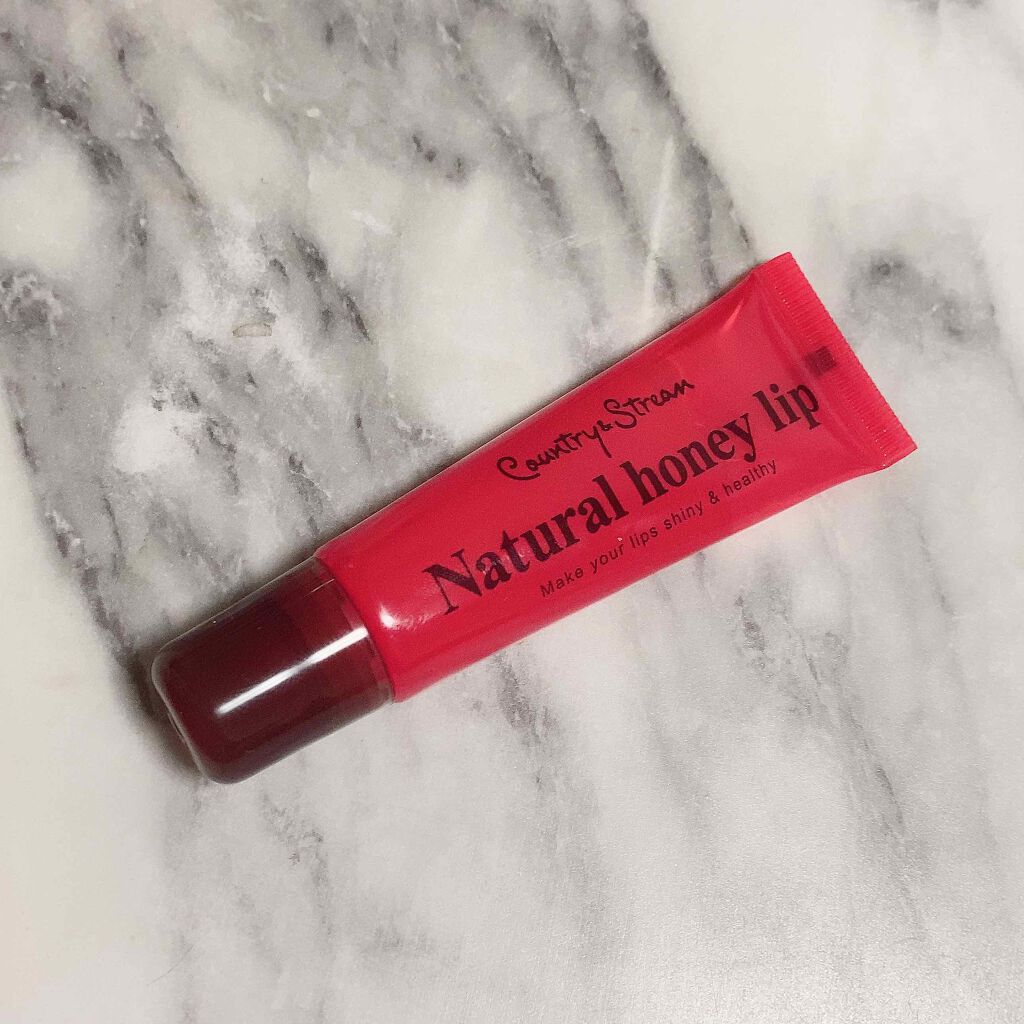 Country & Stream
Natural honey lip
Make your lips shiny & healthy